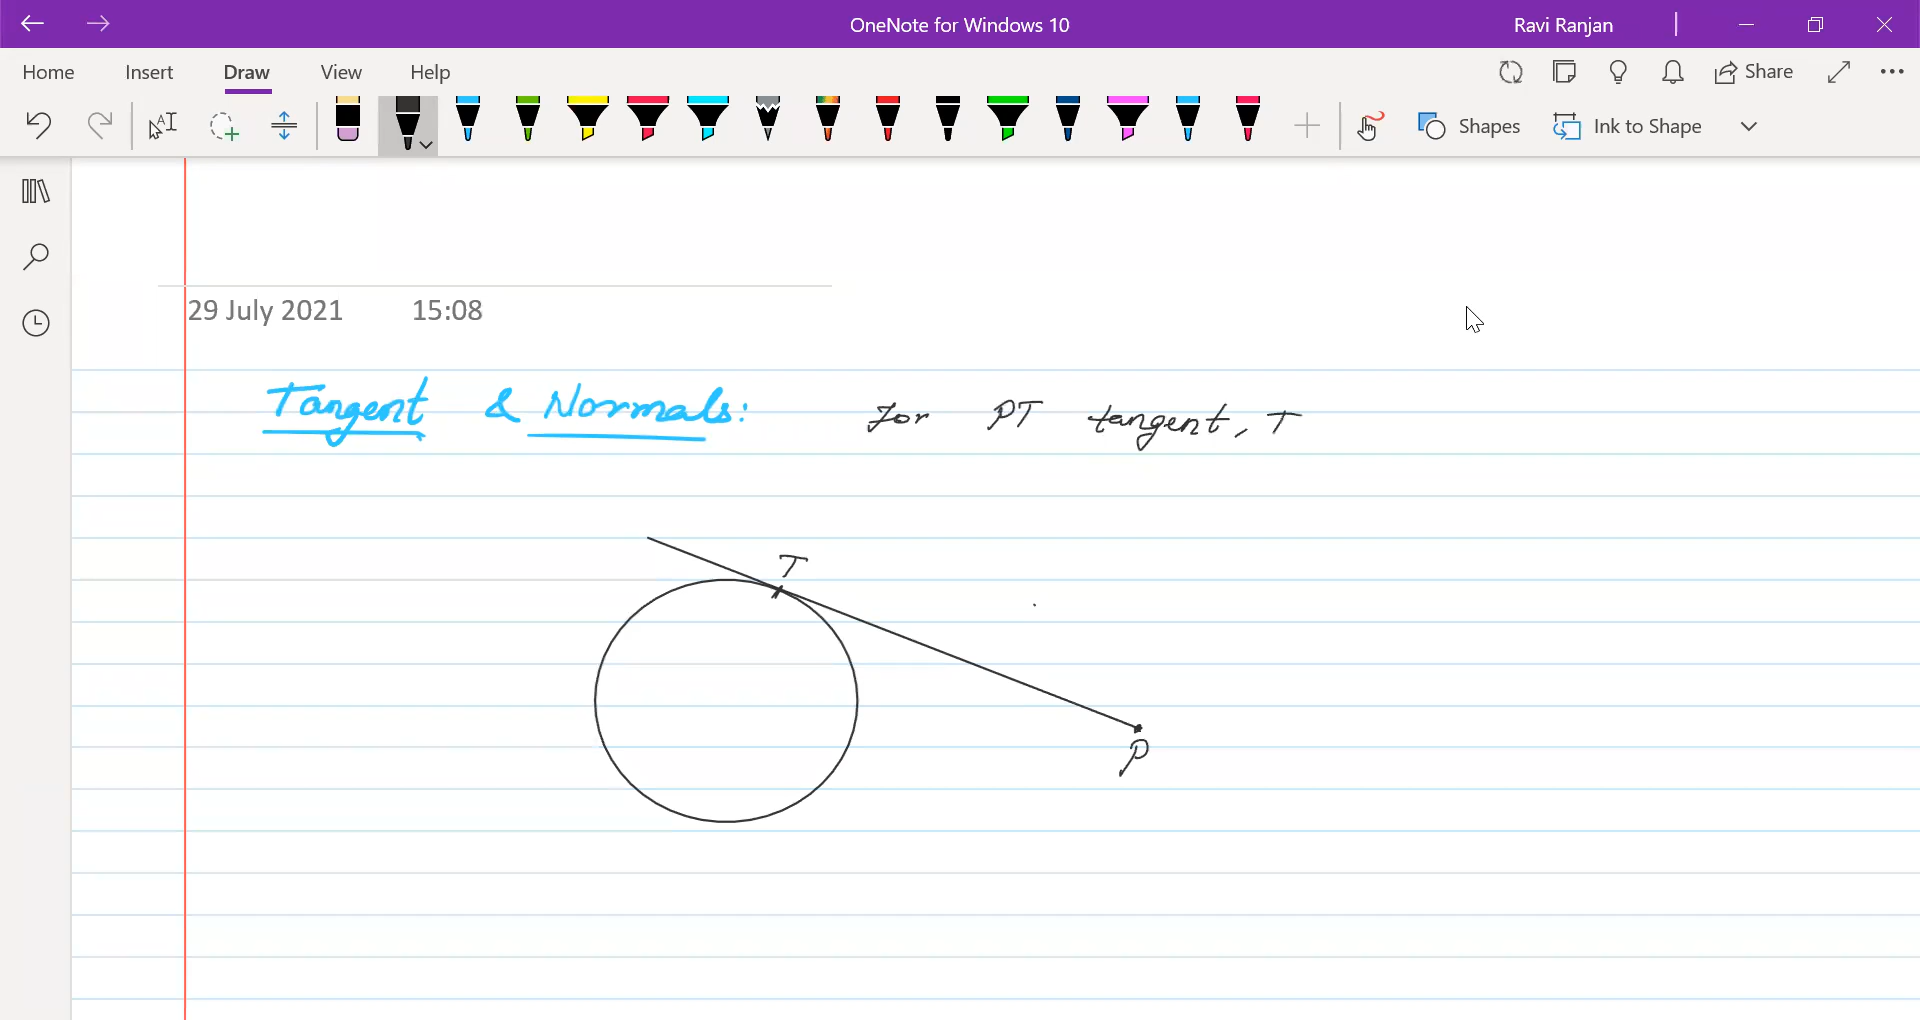 OneNote for Windows 10
Ravi Ranjan
Home Insert Draw View Help
Share
Shapes Ink to Shape
29 July 2021 15:08
Tangent & Normals: for PT tangent, T
T
P